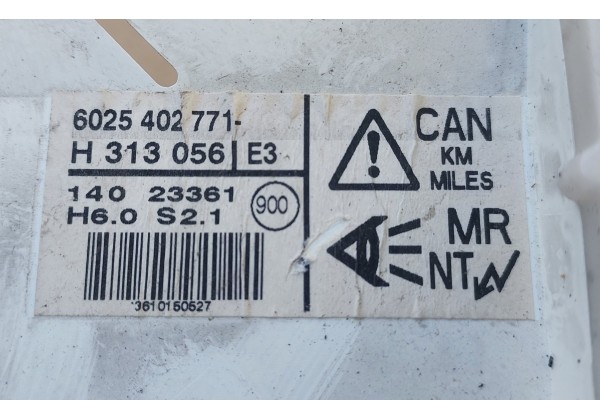 6025 402 771-
H 313 056 E3
140 23361
H6.0 S2.1
900
3610150527
CAN
KM
MILES
!
MR
NT